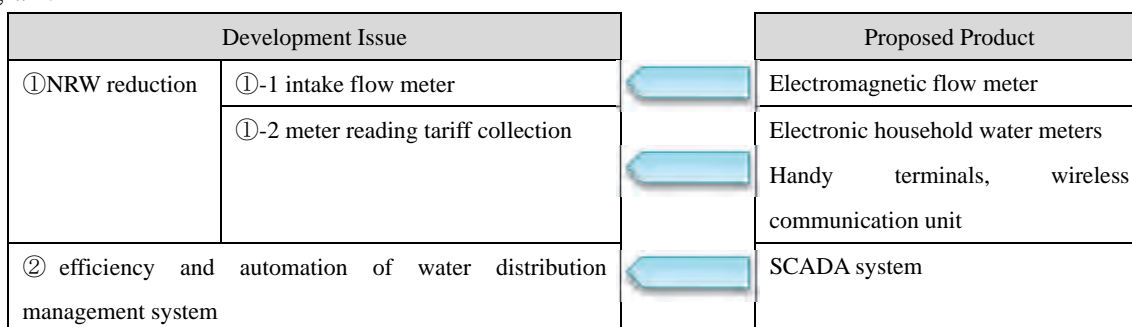 Development Issue
Proposed Product
①NRW reduction
①-1 intake flow meter
Electromagnetic flow meter
①-2 meter reading tariff collection
Electronic household water meters
Handy terminals, wireless
communication unit
② efficiency and automation of water distribution
management system
SCADA system